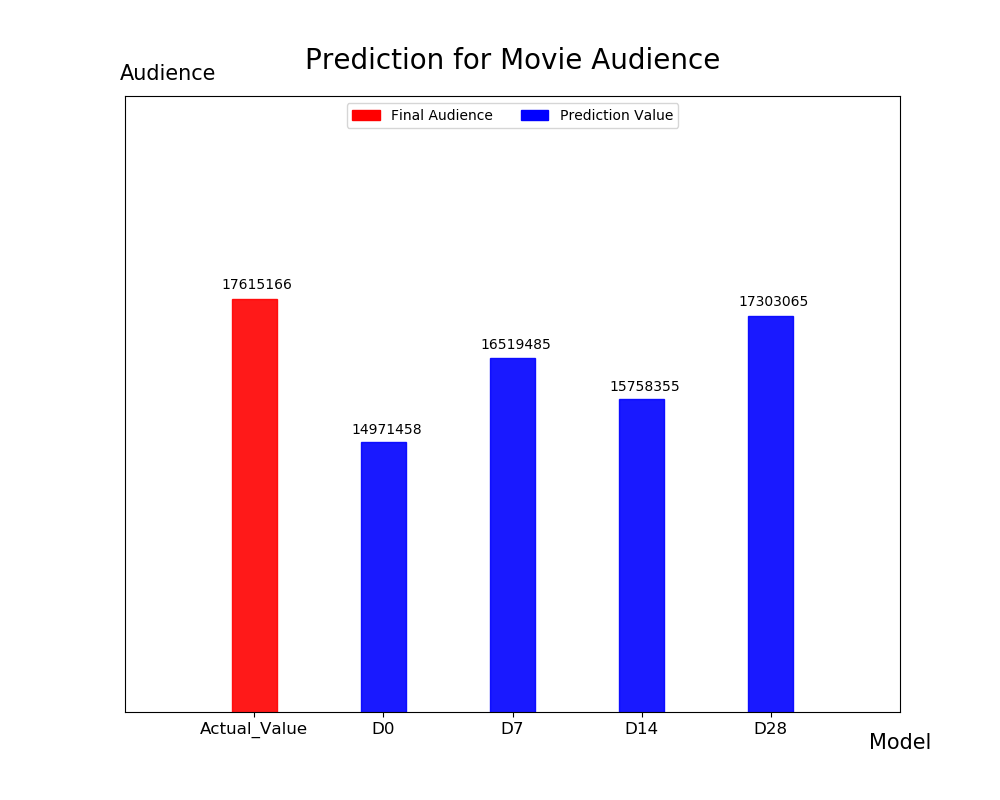 Prediction for Movie Audience
Audience
Final Audience Prediction Value
17615166
17303065
16519485
15758355
14971458
Actual_Value D0 D7 D14 D28
Model